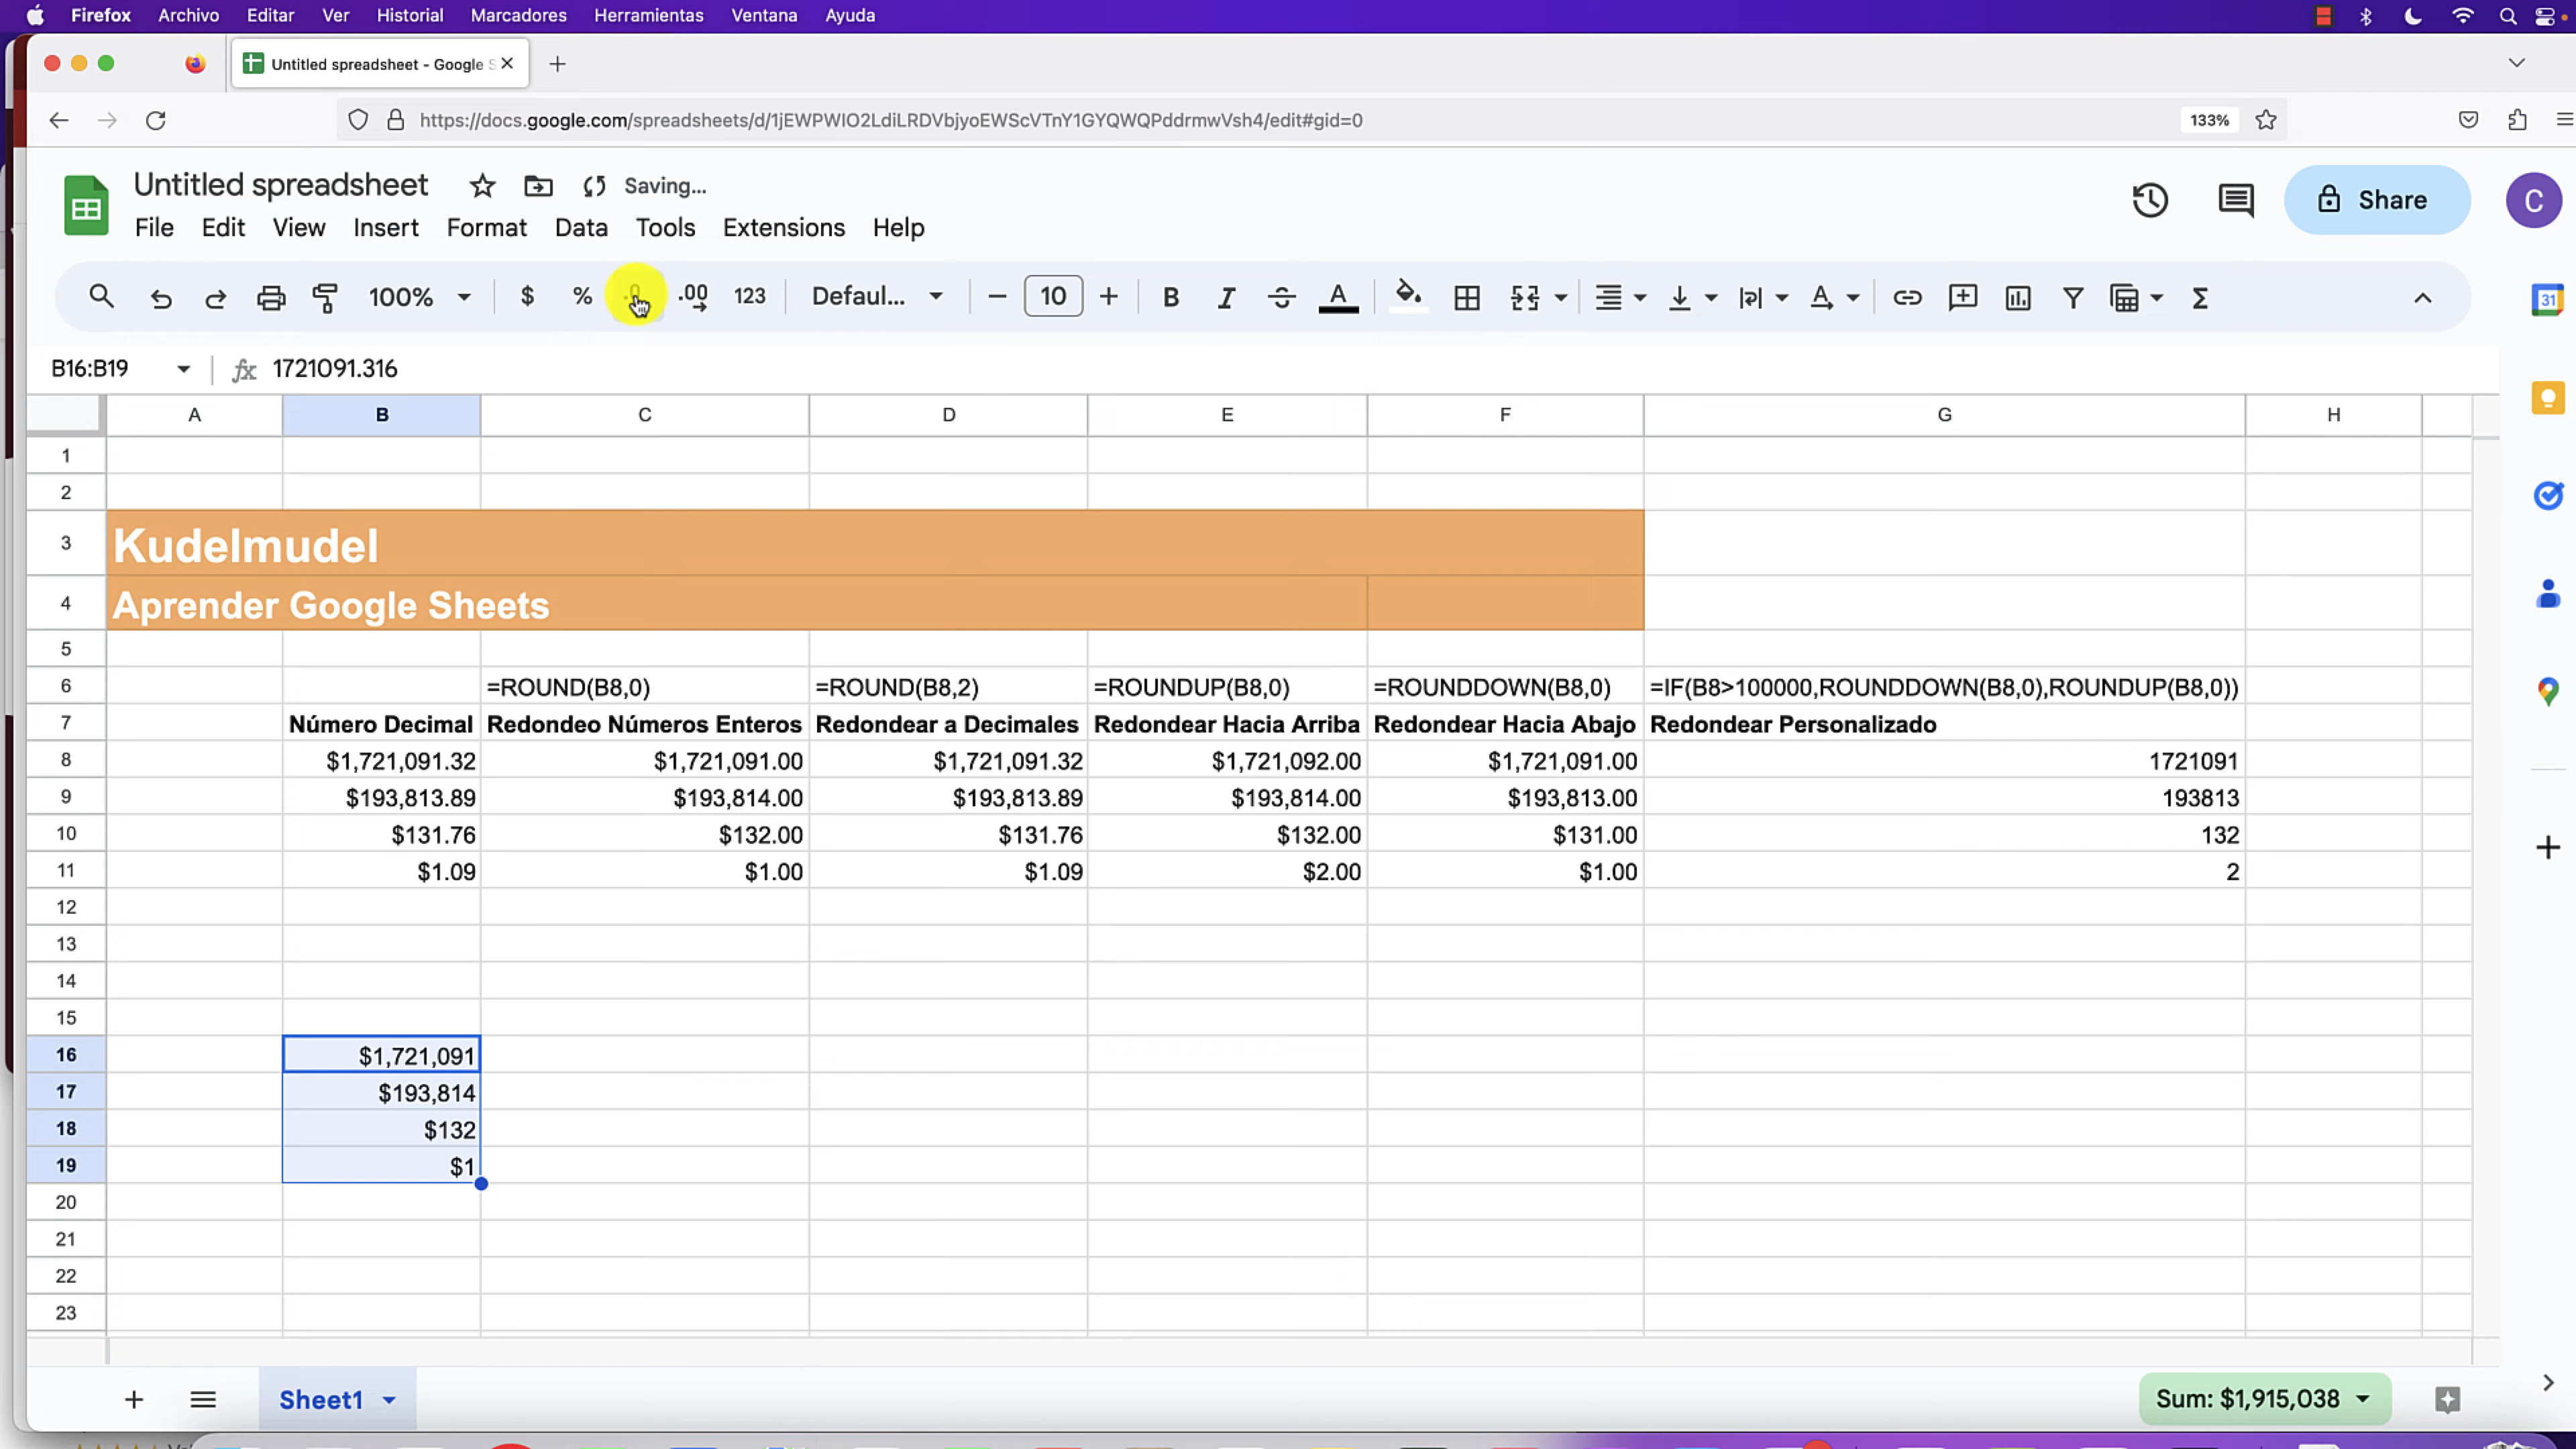 Firefox Archivo Editar Ver Historial Marcadores Herramientas Ventana Ayuda
Untitled spreadsheet - Google S
https://docs.google.com/spreadsheets/d/1jEWPWIO2LdiLRDVbjyoEWScVTnY1GYQWQPddrmwVsh4/edit#gid=0 133%
Untitled spreadsheet Saving...
Share C
File Edit View Insert Format Data Tools Extensions Help
100% $ % .0 .00 123 Defaul... 10 B I S A 31
B16:B19 fx 1721091.316
A B C D E F G H
1
2
3 Kudelmudel
4 Aprender Google Sheets
5
6 =ROUND(B8,0) =ROUND(B8,2) =ROUNDUP(B8,0) =ROUNDDOWN(B8,0) =IF(B8>100000,ROUNDDOWN(B8,0),ROUNDUP(B8,0))
7 Número Decimal Redondeo Números Enteros Redondear a Decimales Redondear Hacia Arriba Redondear Hacia Abajo Redondear Personalizado
8 $1,721,091.32 $1,721,091.00 $1,721,091.32 $1,721,092.00 $1,721,091.00 1721091
9 $193,813.89 $193,814.00 $193,813.89 $193,814.00 $193,813.00 193813
10 $131.76 $132.00 $131.76 $132.00 $131.00 132
11 $1.09 $1.00 $1.09 $2.00 $1.00 2
12
13
14
15
16 $1,721,091
17 $193,814
18 $132
19 $1
20
21
22
23
Sheet1 Sum: $1,915,038